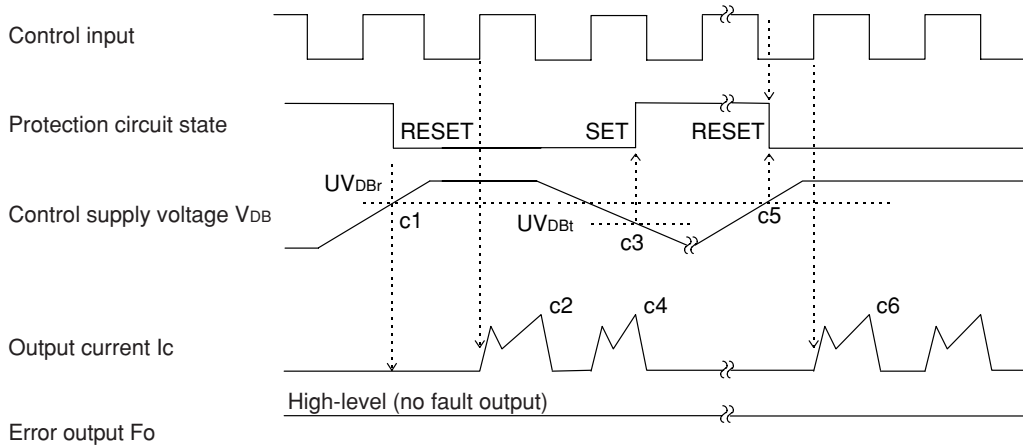 Control input
Protection circuit state
RESET
SET
RESET
UVDBr
Control supply voltage VDB
c1
UVDBt
c3
c5
c2
c4
c6
Output current Ic
High-level (no fault output)
Error output Fo